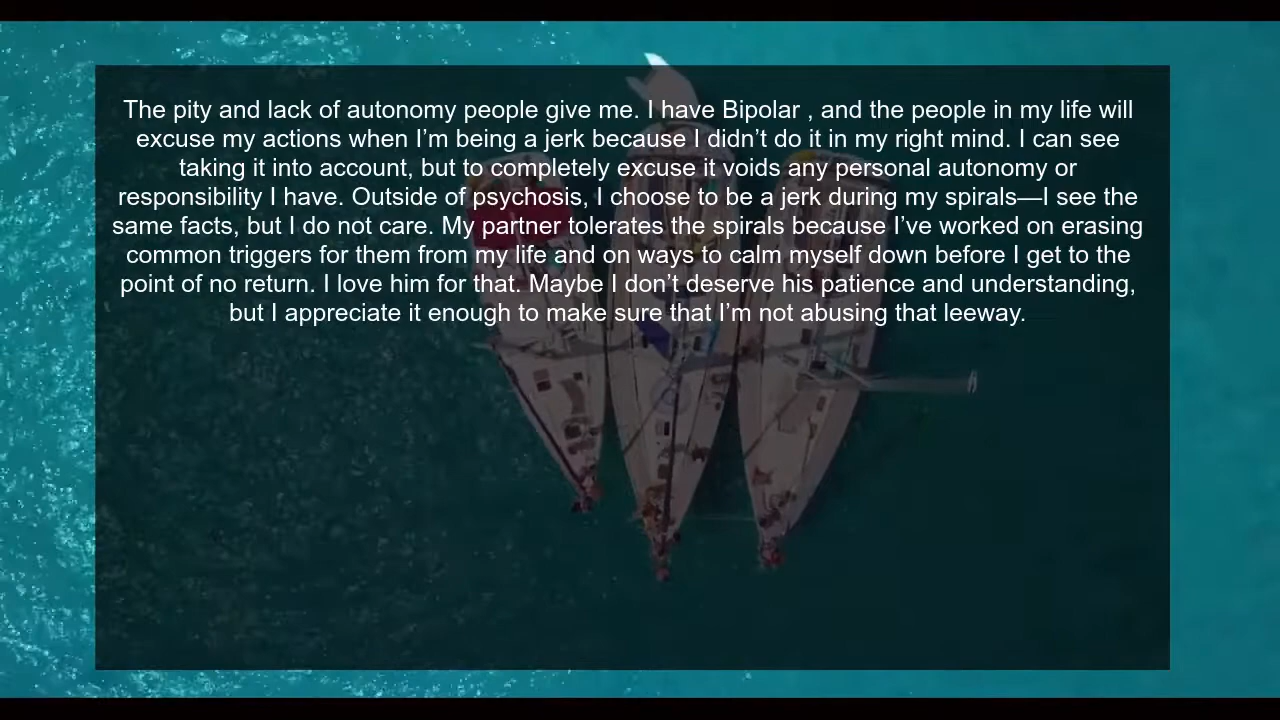 The pity and lack of autonomy people give me. I have Bipolar , and the people in my life will
excuse my actions when I’m being a jerk because I didn’t do it in my right mind. I can see
taking it into account, but to completely excuse it voids any personal autonomy or
responsibility I have. Outside of psychosis, I choose to be a jerk during my spirals—I see the
same facts, but I do not care. My partner tolerates the spirals because I’ve worked on erasing
common triggers for them from my life and on ways to calm myself down before I get to the
point of no return. I love him for that. Maybe I don’t deserve his patience and understanding,
but I appreciate it enough to make sure that I’m not abusing that leeway.